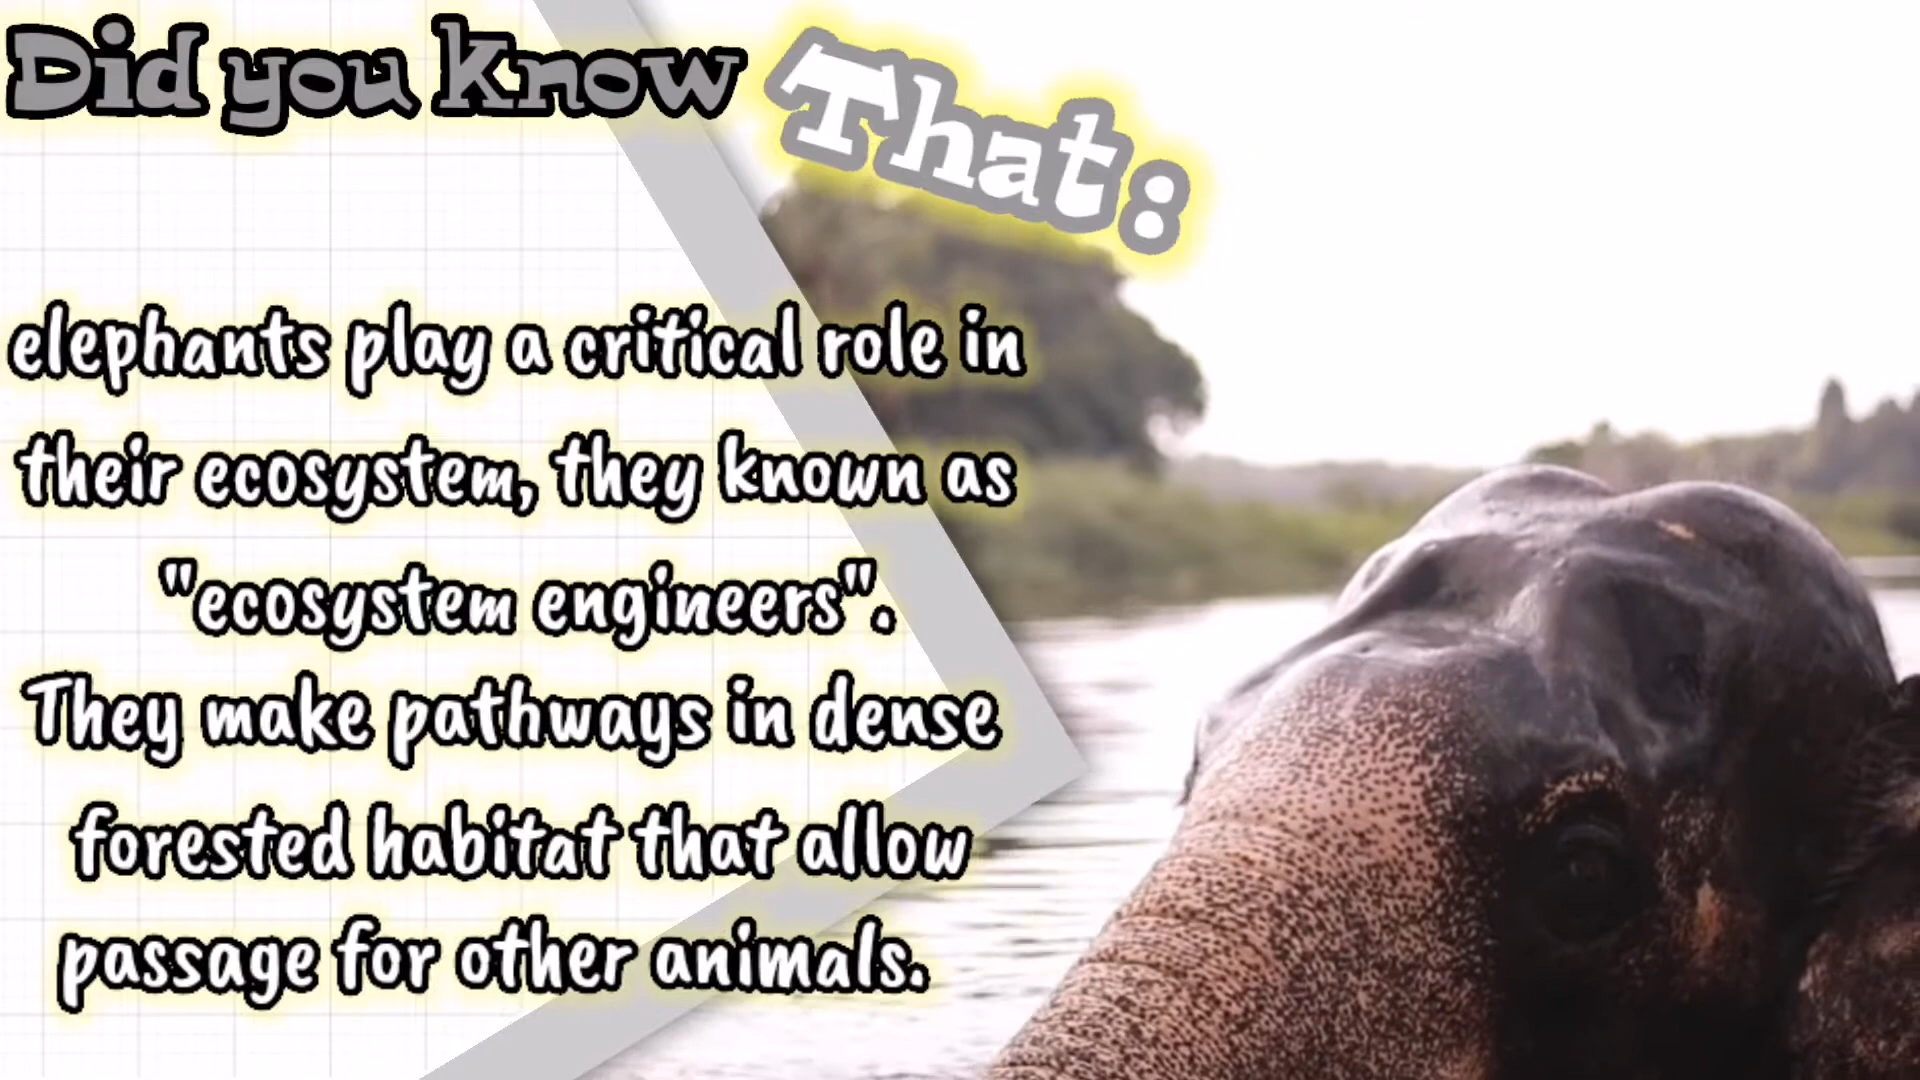 Did you Know That:
elephants play a critical role in
their ecosystem, they known as
"ecosystem engineers".
They make pathways in dense
forested habitat that allow
passage for other animals.